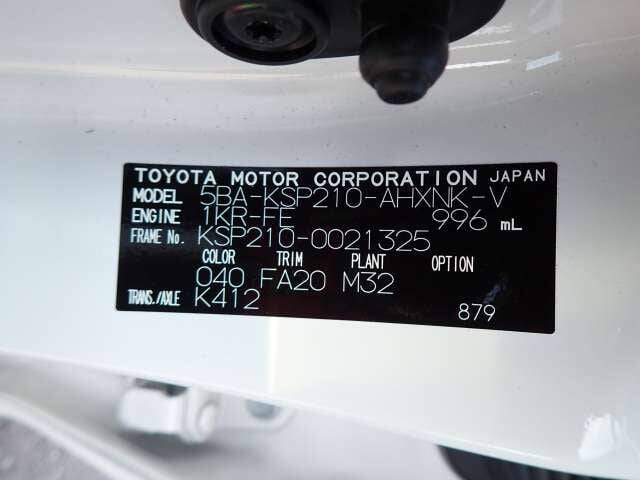 TOYOTA MOTOR CORPORATION JAPAN
MODEL 5BA-KSP210-AHXNK-V
ENGINE 1KR-FE 996 mL
FRAME No. KSP210-0021325
COLOR TRIM PLANT OPTION
040 FA20 M32
TRANS./AXLE K412
879